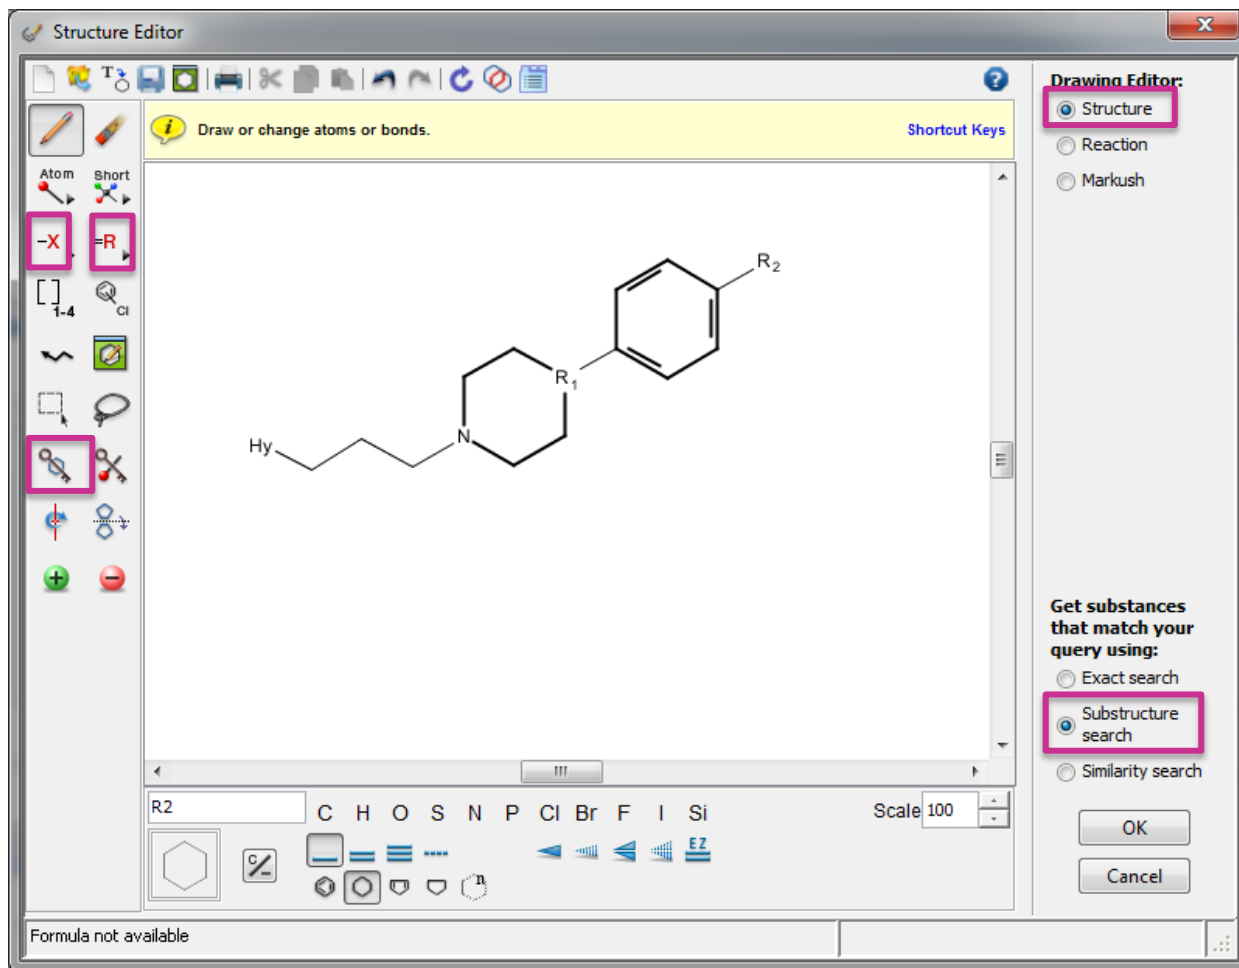 Structure Editor
Drawing Editor:
Structure
Draw or change atoms or bonds.
Shortcut Keys
Reaction
Atom
Short
Markush
-X
=R
[ ] 1-4
Cl
R2
R1
N
Hy
Get substances
that match your
query using:
Exact search
Substructure
search
Similarity search
R2
C H O S N P Cl Br F I Si
Scale 100
EZ
n
OK
Cancel
Formula not available